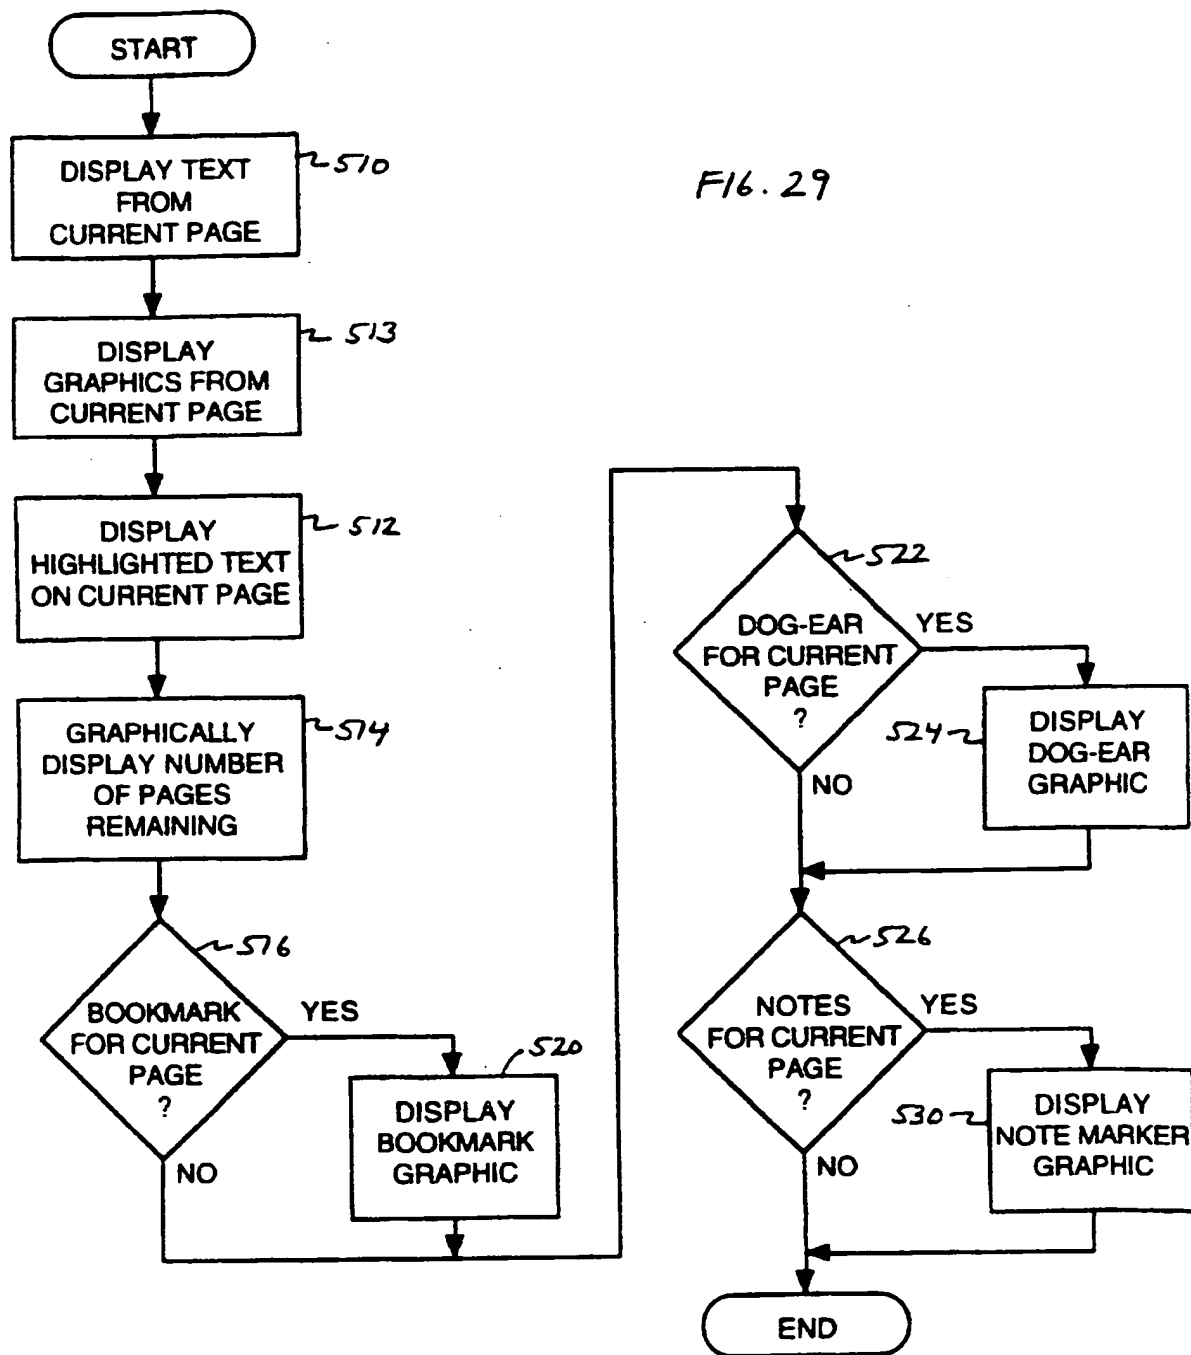 START
DISPLAY TEXT
FROM
CURRENT PAGE
510
FIG. 29
DISPLAY
GRAPHICS FROM
CURRENT PAGE
513
DISPLAY
HIGHLIGHTED TEXT
ON CURRENT PAGE
512
GRAPHICALLY
DISPLAY NUMBER
OF PAGES
REMAINING
514
BOOKMARK
FOR CURRENT
PAGE
?
516
YES
NO
DISPLAY
BOOKMARK
GRAPHIC
520
DOG-EAR
FOR CURRENT
PAGE
?
522
YES
NO
DISPLAY
DOG-EAR
GRAPHIC
524
NOTES
FOR CURRENT
PAGE
?
526
YES
NO
DISPLAY
NOTE MARKER
GRAPHIC
530
END